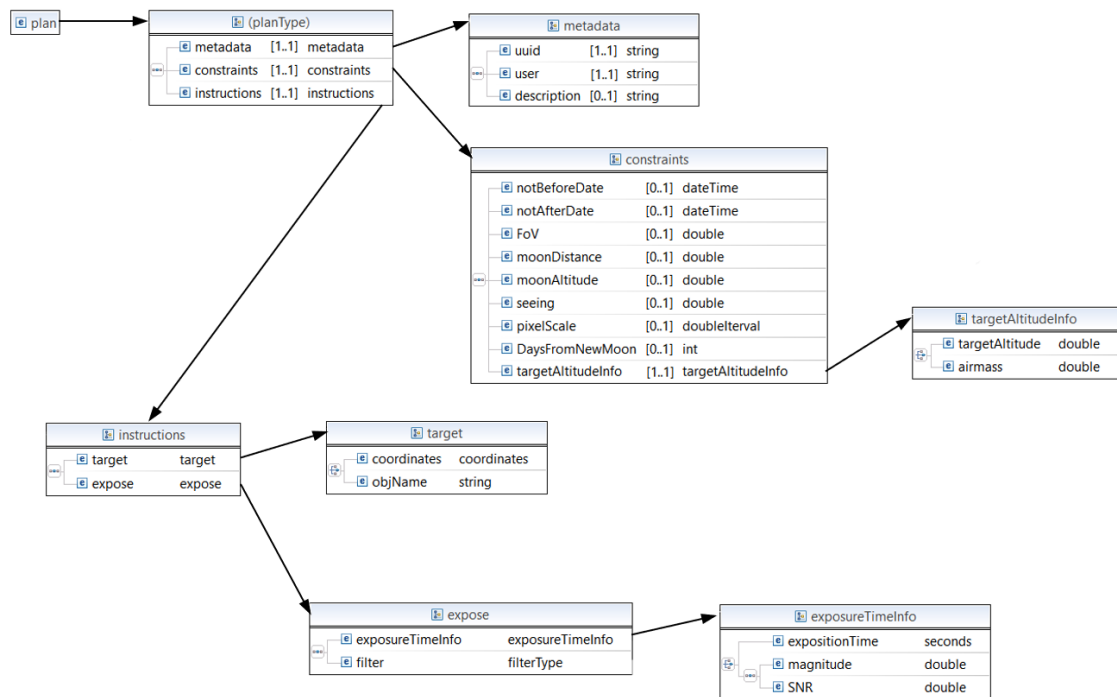 plan
(planType)
metadata [1..1] metadata
constraints [1..1] constraints
instructions [1..1] instructions
metadata
uuid [1..1] string
user [1..1] string
description [0..1] string
constraints
notBeforeDate [0..1] dateTime
notAfterDate [0..1] dateTime
FoV [0..1] double
moonDistance [0..1] double
moonAltitude [0..1] double
seeing [0..1] double
pixelScale [0..1] doubleIterval
DaysFromNewMoon [0..1] int
targetAltitudeInfo [1..1] targetAltitudeInfo
targetAltitudeInfo
targetAltitude double
airmass double
instructions
target target
expose expose
target
coordinates coordinates
objName string
expose
exposureTimeInfo exposureTimeInfo
filter filterType
exposureTimeInfo
expositionTime seconds
magnitude double
SNR double